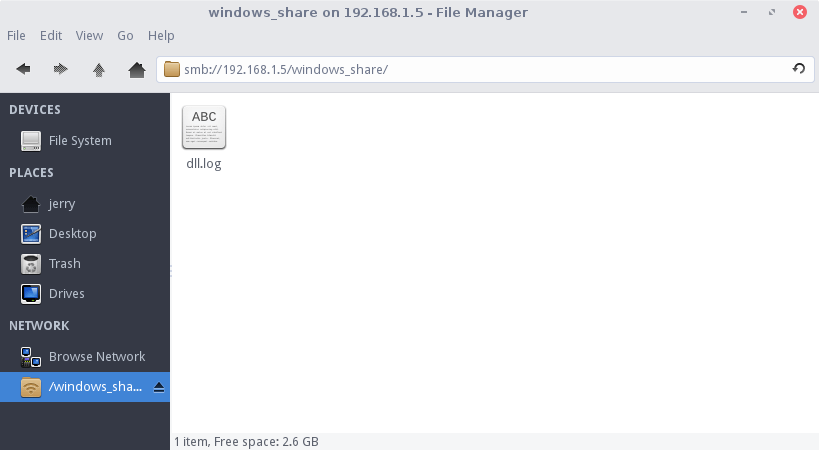 windows_share on 192.168.1.5 - File Manager
File Edit View Go Help
smb://192.168.1.5/windows_share/
DEVICES
File System
PLACES
jerry
Desktop
Trash
Drives
NETWORK
Browse Network
/windows_sha...
ABC
dll.log
1 item, Free space: 2.6 GB